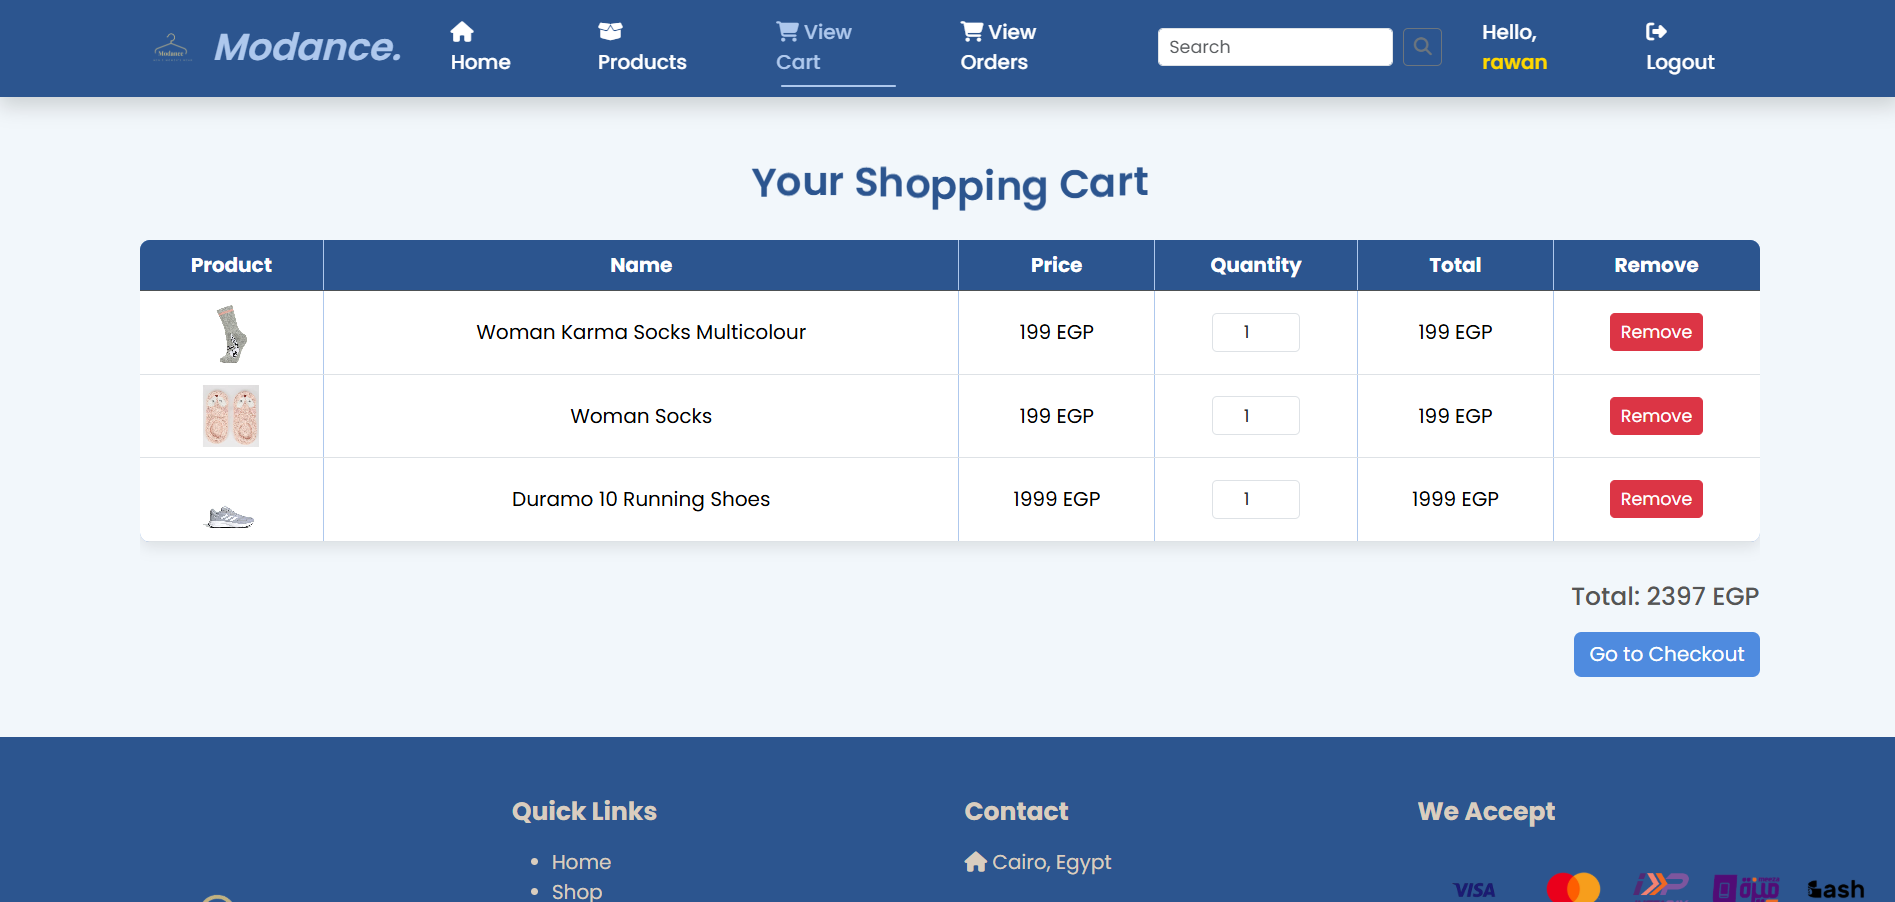 Modance.
Home
Products
View
Cart
View
Orders
Search
Hello,
rawan
Logout
Your Shopping Cart
Product Name Price Quantity Total Remove
Woman Karma Socks Multicolour 199 EGP 1 199 EGP Remove
Woman Socks 199 EGP 1 199 EGP Remove
Duramo 10 Running Shoes 1999 EGP 1 1999 EGP Remove
Total: 2397 EGP
Go to Checkout
Quick Links
Home
Shop
Contact
Cairo, Egypt
We Accept
VISA